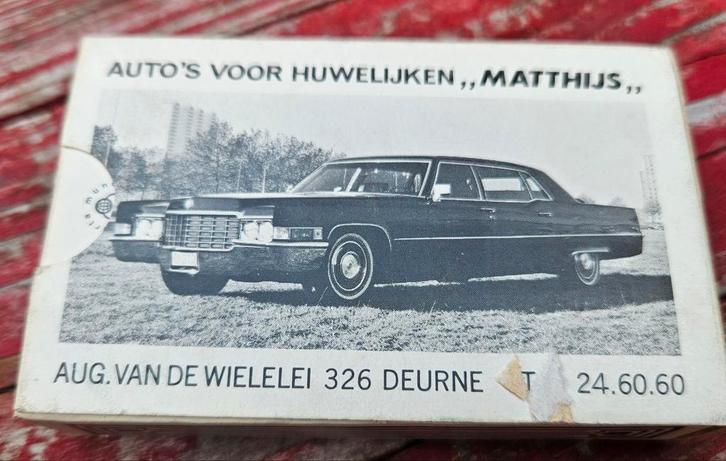 AUTO'S VOOR HUWELIJKEN ,,MATTHIJS,,
AUG. VAN DE WIELELEI 326 DEURNE T 24.60.60